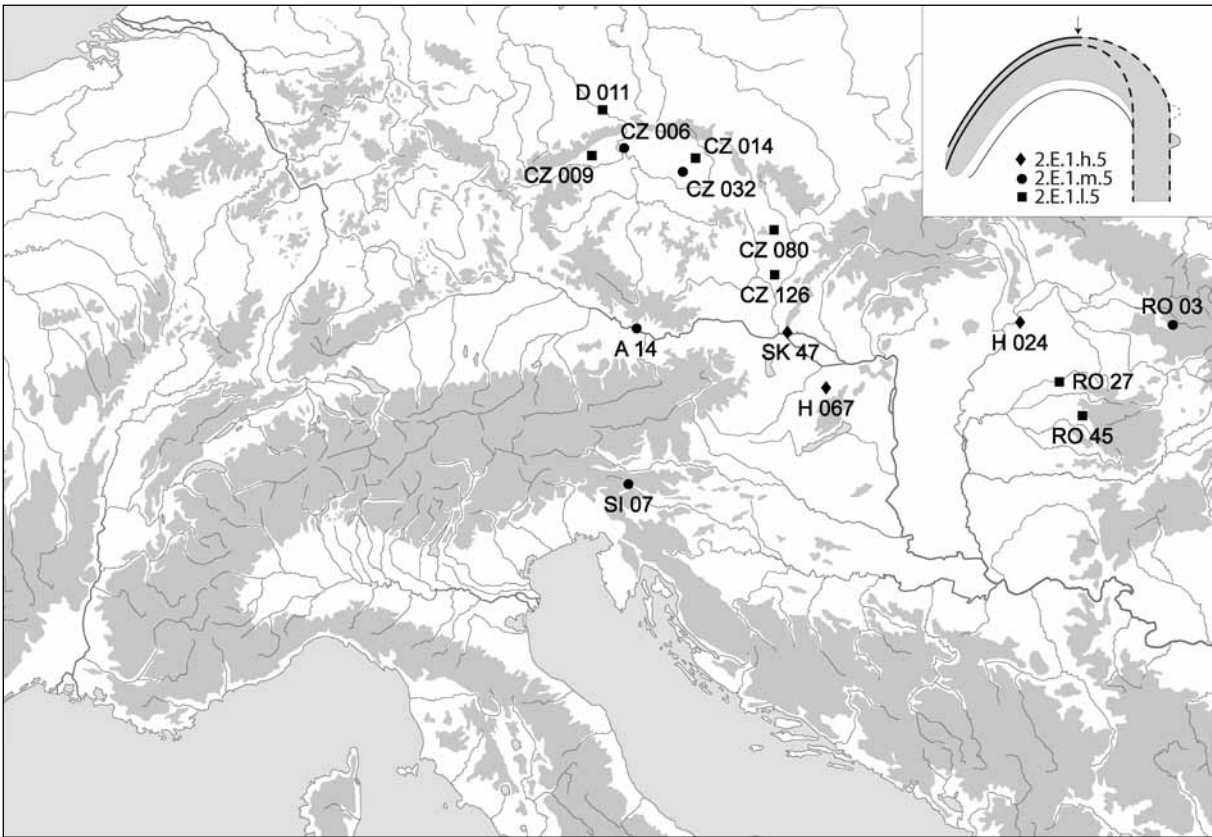 D 011
CZ 006
CZ 014
CZ 009
CZ 032
2.E.1.h.5
2.E.1.m.5
2.E.1.l.5
CZ 080
CZ 126
RO 03
A 14
SK 47
H 024
RO 27
H 067
RO 45
SI 07